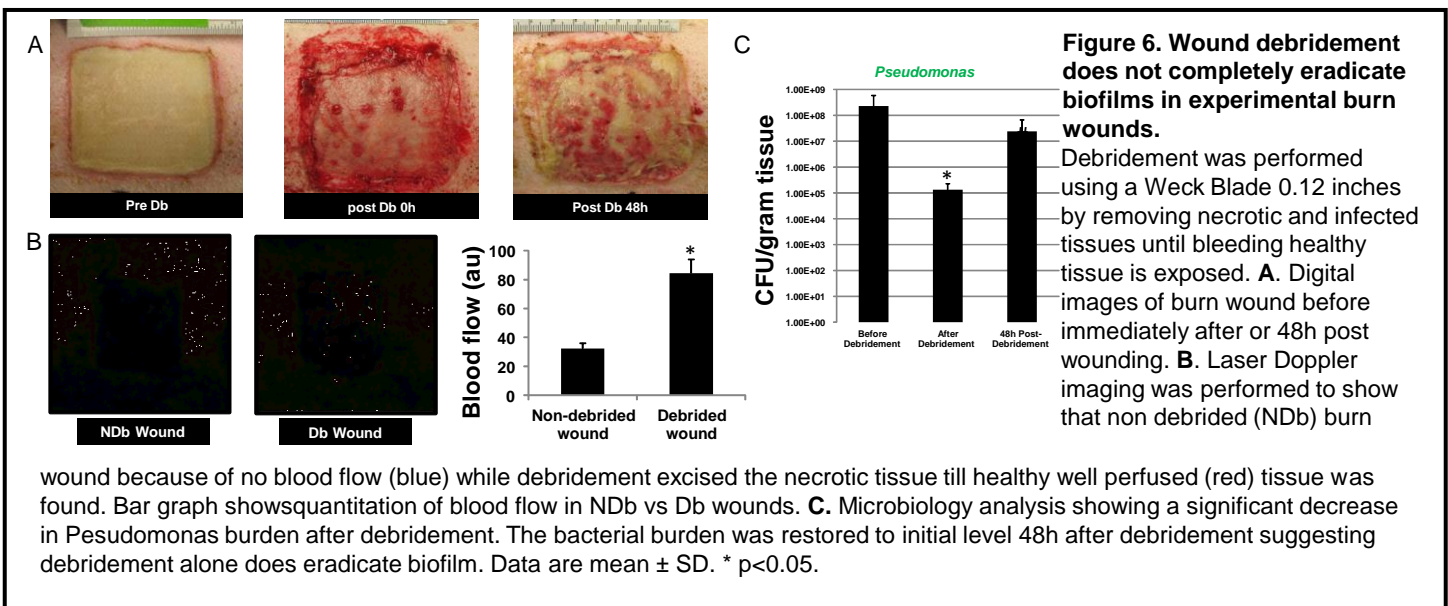 A
Pre Db
post Db 0h
Post Db 48h
B
NDb Wound
Db Wound
Blood flow (au)
100
80
60
40
20
0
*
Non-debrided
wound
Debrided
wound
C
Pseudomonas
CFU/gram tissue
1.00E+09
1.00E+08
1.00E+07
1.00E+06
1.00E+05
1.00E+04
1.00E+03
1.00E+02
1.00E+01
1.00E+00
*
Before
Debridement
After
Debridement
48h Post-
Debridement
Figure 6. Wound debridement
does not completely eradicate
biofilms in experimental burn
wounds.
Debridement was performed
using a Weck Blade 0.12 inches
by removing necrotic and infected
tissues until bleeding healthy
tissue is exposed. A. Digital
images of burn wound before
immediately after or 48h post
wounding. B. Laser Doppler
imaging was performed to show
that non debrided (NDb) burn
wound because of no blood flow (blue) while debridement excised the necrotic tissue till healthy well perfused (red) tissue was
found. Bar graph showsquantitation of blood flow in NDb vs Db wounds. C. Microbiology analysis showing a significant decrease
in Pesudomonas burden after debridement. The bacterial burden was restored to initial level 48h after debridement suggesting
debridement alone does eradicate biofilm. Data are mean ± SD. * p<0.05.